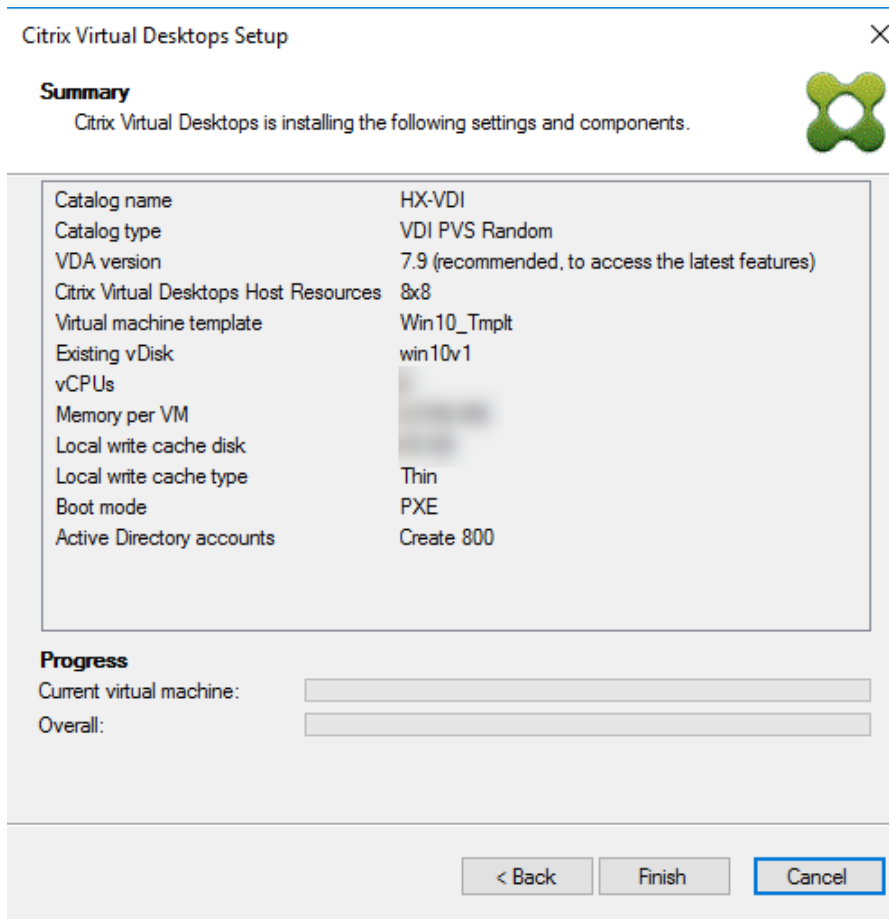 Citrix Virtual Desktops Setup
Summary
Citrix Virtual Desktops is installing the following settings and components.
Catalog name HX-VDI
Catalog type VDI PVS Random
VDA version 7.9 (recommended, to access the latest features)
Citrix Virtual Desktops Host Resources 8x8
Virtual machine template Win10_Tmplt
Existing vDisk win10v1
vCPUs
Memory per VM
Local write cache disk
Local write cache type Thin
Boot mode PXE
Active Directory accounts Create 800
Progress
Current virtual machine:
Overall:
< Back Finish Cancel